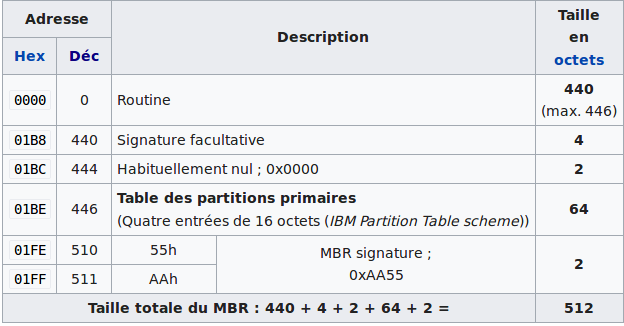 Adresse Description Taille en octets
Hex Déc
0000 0 Routine 440
(max. 446)
01B8 440 Signature facultative 4
01BC 444 Habituellement nul ; 0x0000 2
01BE 446 Table des partitions primaires 64
(Quatre entrées de 16 octets (IBM Partition Table scheme))
01FE 510 55h MBR signature ; 2
01FF 511 AAh 0xAA55
Taille totale du MBR : 440 + 4 + 2 + 64 + 2 = 512